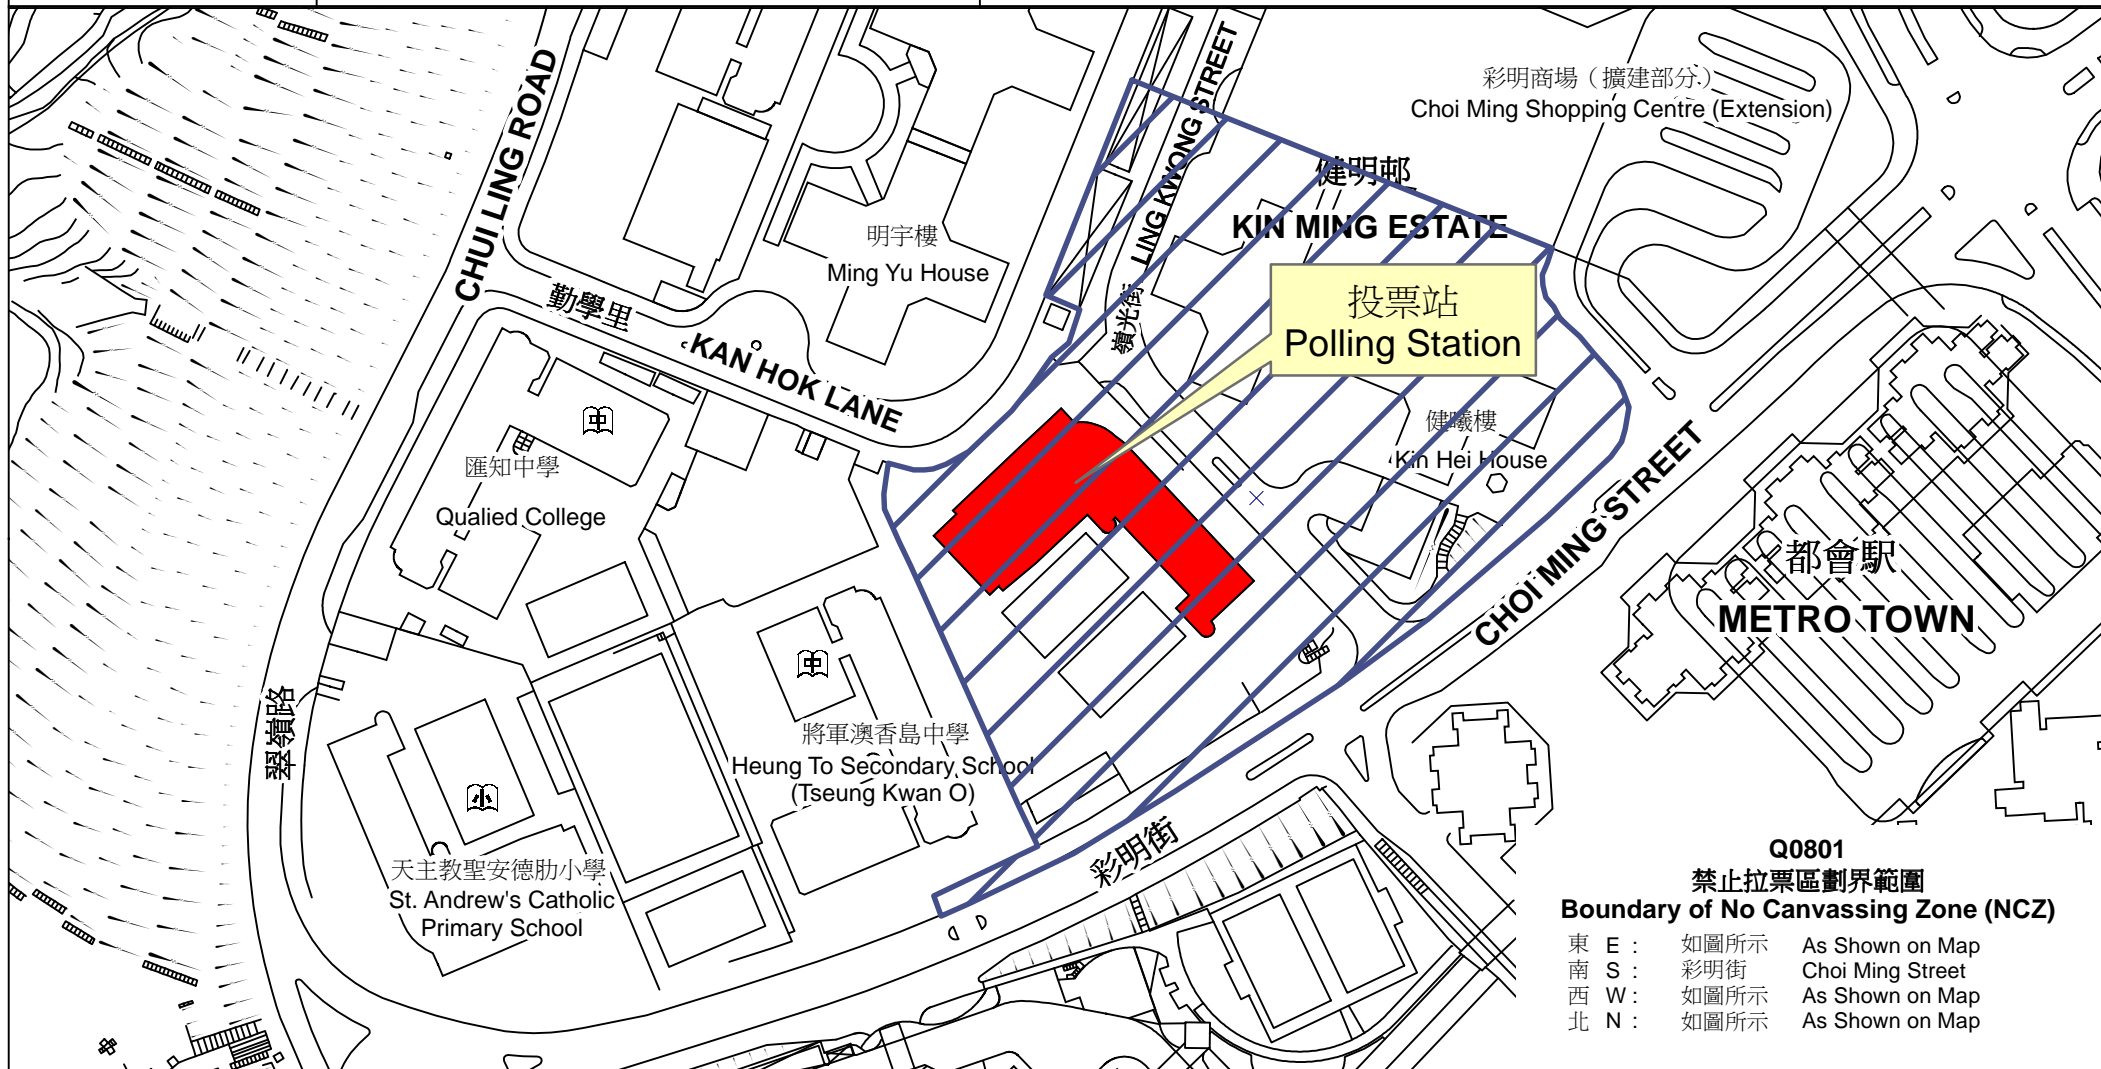 彩明商場（擴建部分）
Choi Ming Shopping Centre (Extension)
CHUI LING ROAD
LING KWONG STREET
健明邨
KIN MING ESTATE
明宇樓
Ming Yu House
勤學里
KAN HOK LANE
嶺光街
投票站
Polling Station
中
匯知中學
Qualied College
健曦樓
Kin Hei House
CHOI MING STREET
都會駅
METRO TOWN
中
翠嶺路
將軍澳香島中學
Heung To Secondary School
(Tseung Kwan O)
小
天主教聖安德肋小學
St. Andrew's Catholic
Primary School
彩明街
Q0801
禁止拉票區劃界範圍
Boundary of No Canvassing Zone (NCZ)
東 E : 如圖所示 As Shown on Map
南 S : 彩明街 Choi Ming Street
西 W : 如圖所示 As Shown on Map
北 N : 如圖所示 As Shown on Map